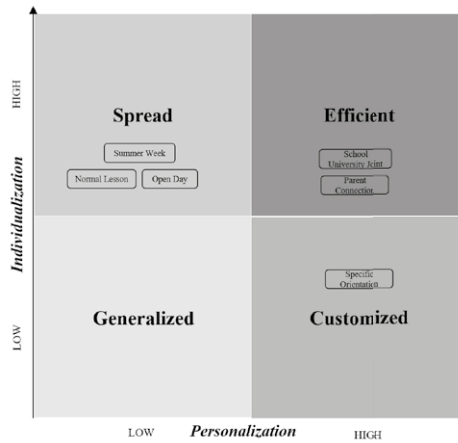 HIGH
Individualization
LOW
Spread
Summer Week
Normal Lesson
Open Day
Efficient
School
University Joint
Parent
Connection
Generalized
Specific
Orientation
Customized
LOW
Personalization
HIGH